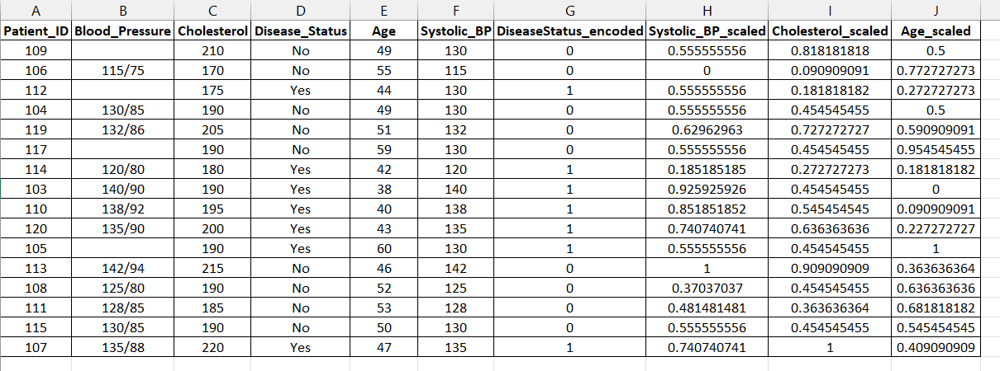 A B C D E F G H I J
Patient_ID Blood_Pressure Cholesterol Disease_Status Age Systolic_BP DiseaseStatus_encoded Systolic_BP_scaled Cholesterol_scaled Age_scaled
109 210 No 49 130 0 0.555555556 0.818181818 0.5
106 115/75 170 No 55 115 0 0 0.090909091 0.772727273
112 175 Yes 44 130 1 0.555555556 0.181818182 0.272727273
104 130/85 190 No 49 130 0 0.555555556 0.454545455 0.5
119 132/86 205 No 51 132 0 0.62962963 0.727272727 0.590909091
117 190 No 59 130 0 0.555555556 0.454545455 0.954545455
114 120/80 180 Yes 42 120 1 0.185185185 0.272727273 0.181818182
103 140/90 190 Yes 38 140 1 0.925925926 0.454545455 0
110 138/92 195 Yes 40 138 1 0.851851852 0.545454545 0.090909091
120 135/90 200 Yes 43 135 1 0.740740741 0.636363636 0.227272727
105 190 Yes 60 130 1 0.555555556 0.454545455 1
113 142/94 215 No 46 142 0 1 0.909090909 0.363636364
108 125/80 190 No 52 125 0 0.37037037 0.454545455 0.636363636
111 128/85 185 No 53 128 0 0.481481481 0.363636364 0.681818182
115 130/85 190 No 50 130 0 0.555555556 0.454545455 0.545454545
107 135/88 220 Yes 47 135 1 0.740740741 1 0.409090909